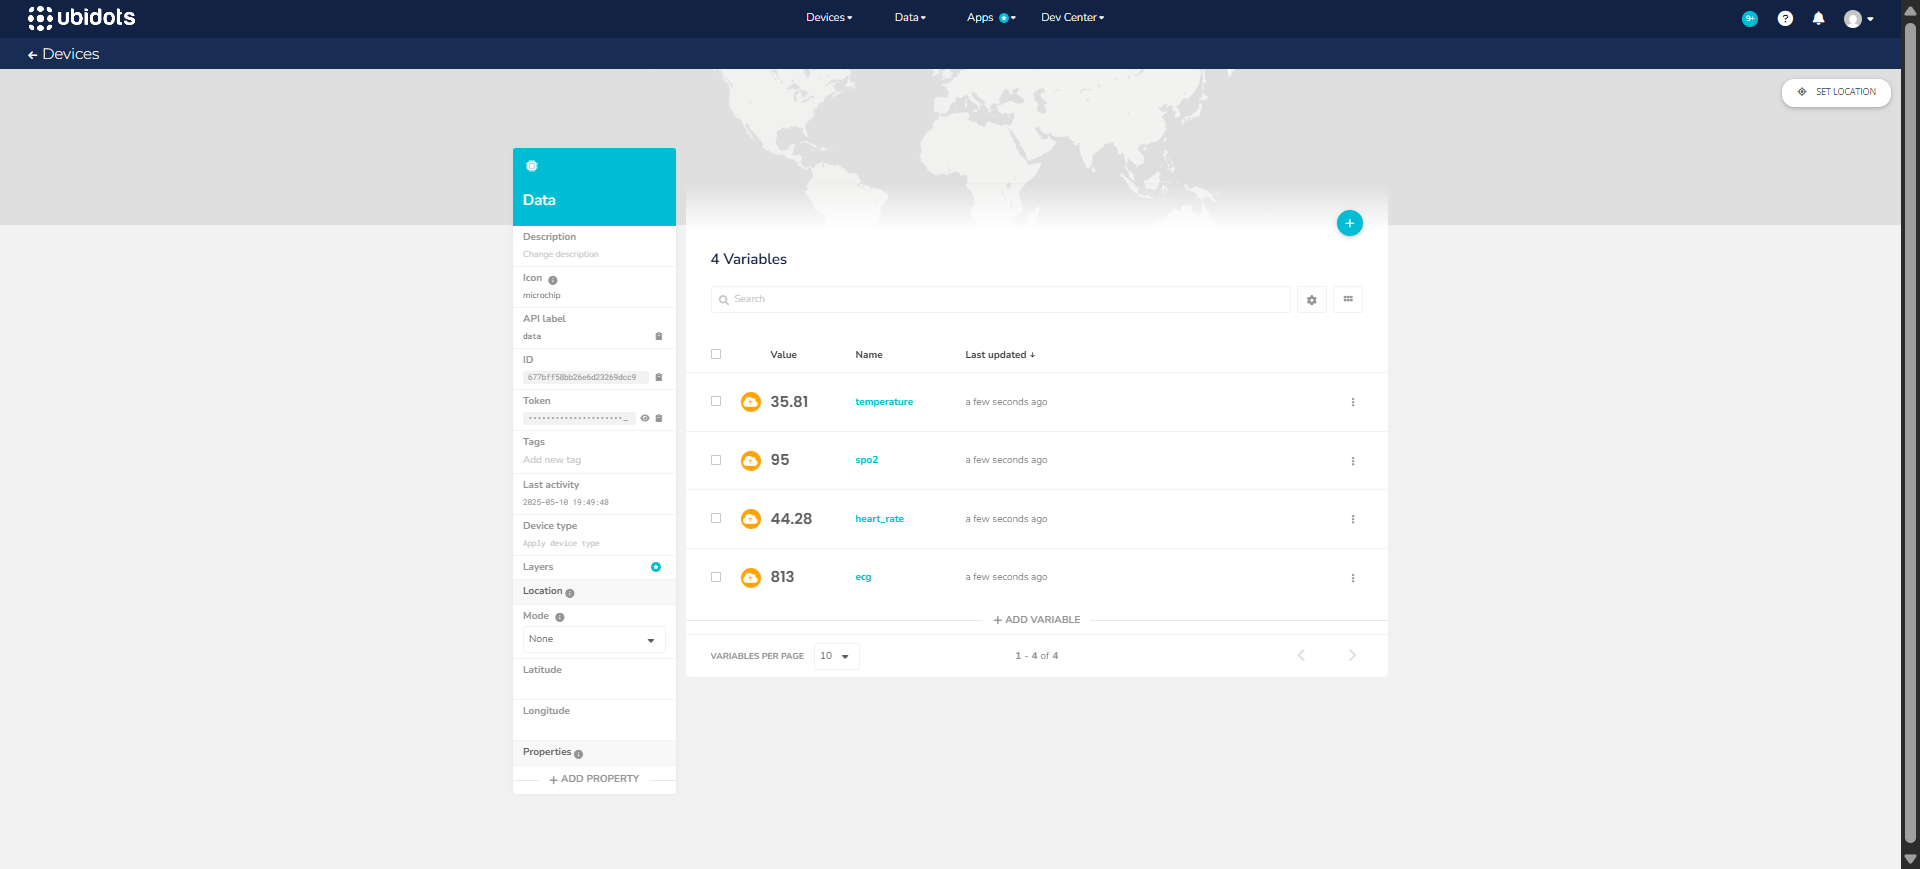 ubidots
Devices
Data
Apps
Dev Center
9+
?
← Devices
SET LOCATION
Data
Description
Change description
Icon
microchip
API label
data
ID
677bff58bb26e6d23269dcc9
Token
Tags
Add new tag
Last activity
2025-05-10 19:49:48
Device type
Apply device type
Layers
Location
Mode
None
Latitude
Longitude
Properties
+ ADD PROPERTY
+
4 Variables
Search
Value Name Last updated ↓
35.81 temperature a few seconds ago
95 spo2 a few seconds ago
44.28 heart_rate a few seconds ago
813 ecg a few seconds ago
+ ADD VARIABLE
VARIABLES PER PAGE 10 1 - 4 of 4